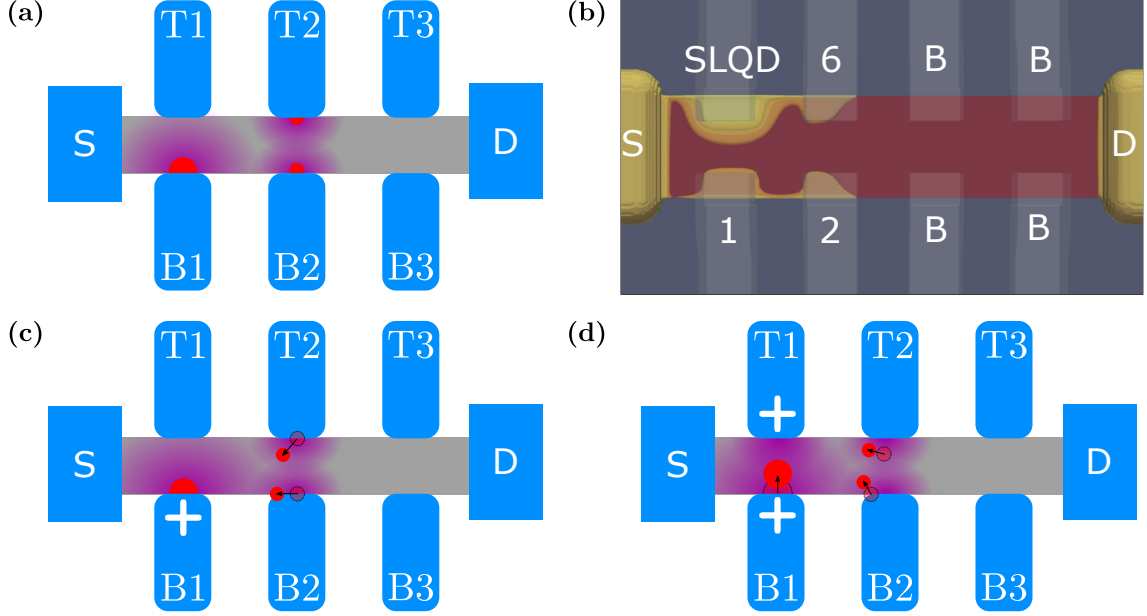 (a)
T1 T2 T3
S D
B1 B2 B3
(b)
SLQD 6 B B
S D
1 2 B B
(c)
T1 T2 T3
S D
+
B1 B2 B3
(d)
T1 T2 T3
+
S D
+
B1 B2 B3